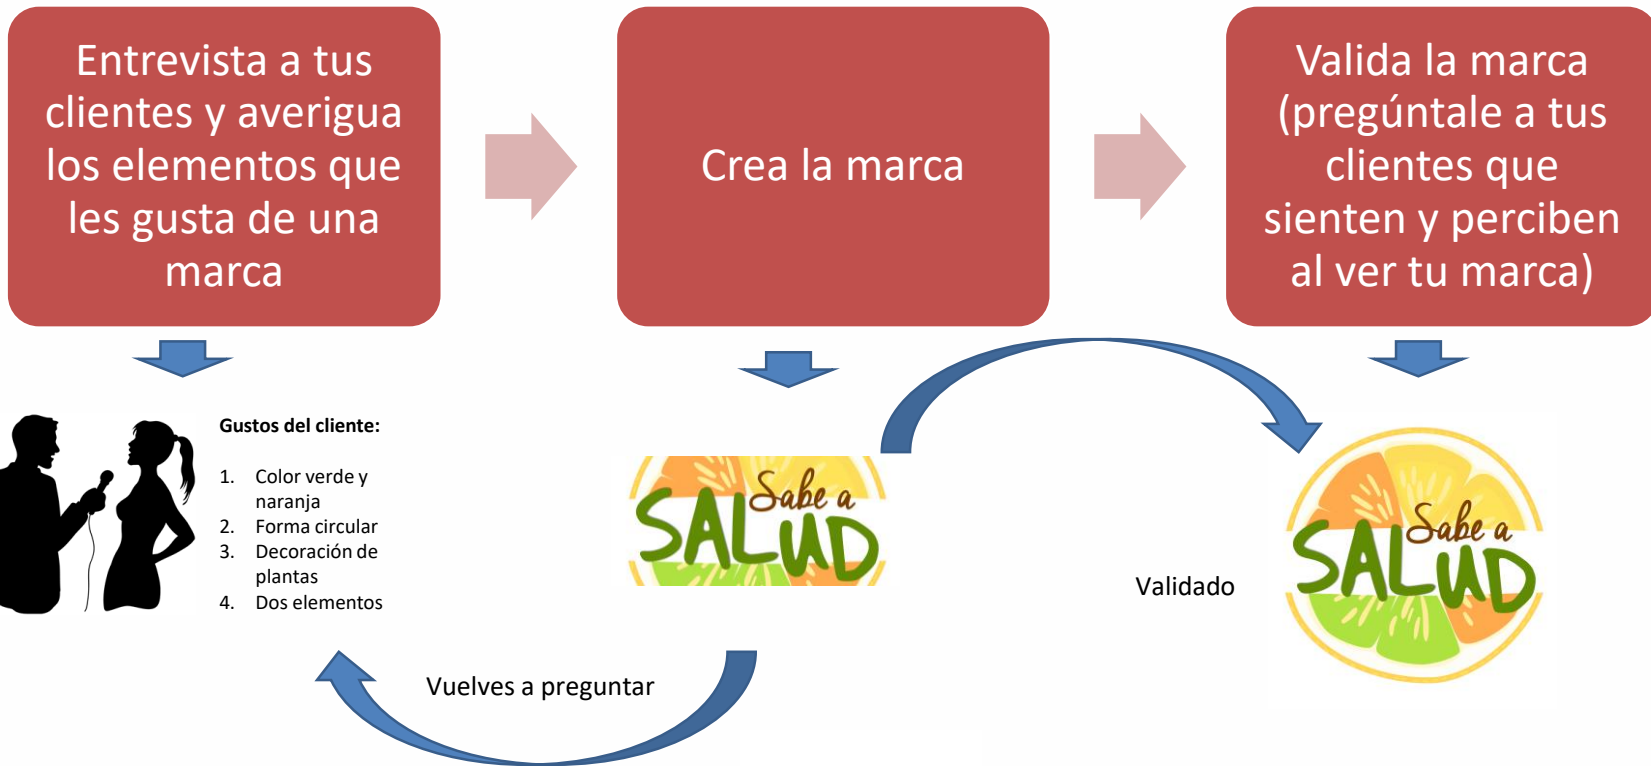 Entrevista a tus
clientes y averigua
los elementos que
les gusta de una
marca
Crea la marca
Valida la marca
(pregúntale a tus
clientes que
sienten y perciben
al ver tu marca)
Gustos del cliente:
1. Color verde y
naranja
2. Forma circular
3. Decoración de
plantas
4. Dos elementos
Sabe a
SALUD
Validado
Sabe a
SALUD
Vuelves a preguntar